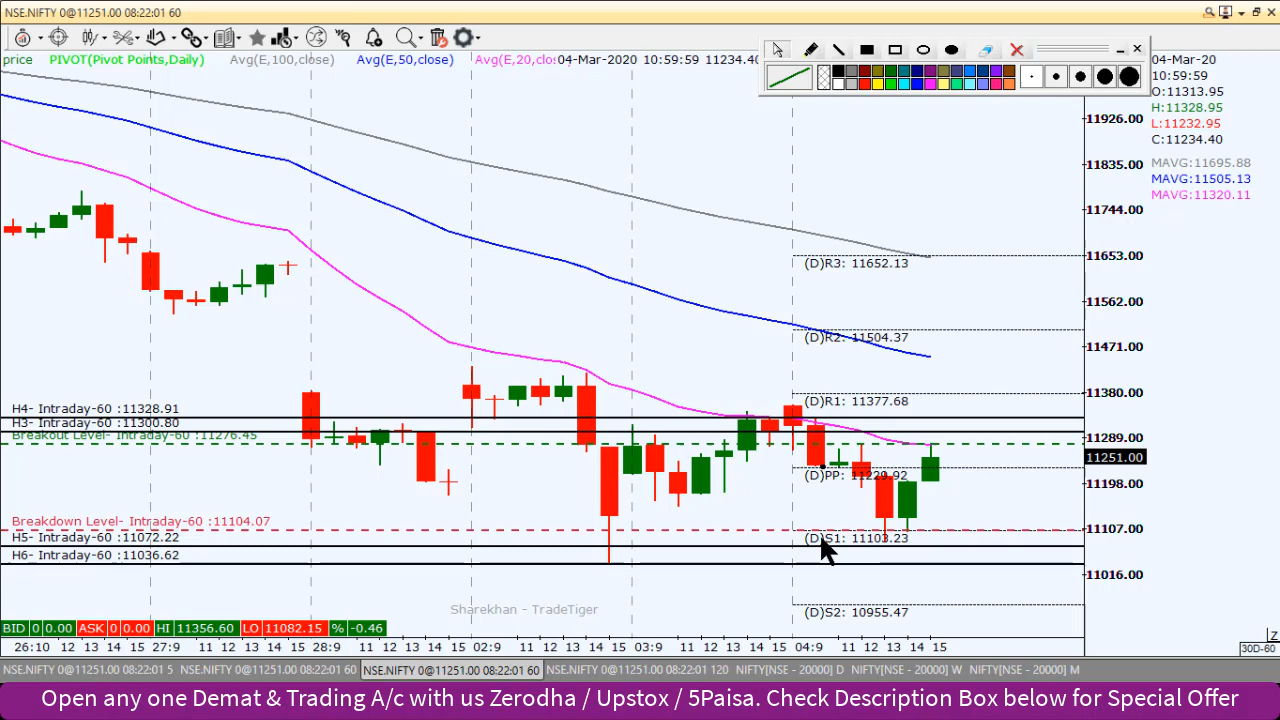 NSE.NIFTY 0@11251.00 08:22:01 60
price PIVOT(Pivot Points,Daily) Avg(E,100,close) Avg(E,50,close) Avg(E,20,clos 04-Mar-2020 10:59:59 11234.40
04-Mar-20
10:59:59
O:11313.95
H:11328.95
L:11232.95
C:11234.40
MAVG:11695.88
MAVG:11505.13
MAVG:11320.11
11926.00
11835.00
11744.00
11653.00
11562.00
11471.00
11380.00
11289.00
11251.00
11198.00
11107.00
11016.00
(D)R3: 11652.13
(D)R2: 11504.37
(D)R1: 11377.68
(D)PP: 11229.92
(D)S1: 11103.23
(D)S2: 10955.47
H4- Intraday-60 :11328.91
H3- Intraday-60 :11300.80
Breakout Level- Intraday-60 :11276.45
Breakdown Level- Intraday-60 :11104.07
H5- Intraday-60 :11072.22
H6- Intraday-60 :11036.62
Sharekhan - TradeTiger
BID 0 0.00 ASK 0 0.00 HI 11356.60 LO 11082.15 % -0.46
26:10 12 13 14 15 27:9 11 12 13 14 15 28:9 11 12 13 14 15 02:9 11 12 13 14 15 03:9 11 12 13 14 15 04:9 11 12 13 14 15
Z
30D-60
NSE.NIFTY 0@11251.00 08:22:01 5 NSE.NIFTY 0@11251.00 08:22:01 60 NSE.NIFTY 0@11251.00 08:22:01 60 NSE.NIFTY 0@11251.00 08:22:01 120 NIFTY[NSE - 20000] D NIFTY[NSE - 20000] W NIFTY[NSE - 20000] M
Open any one Demat & Trading A/c with us Zerodha / Upstox / 5Paisa. Check Description Box below for Special Offer